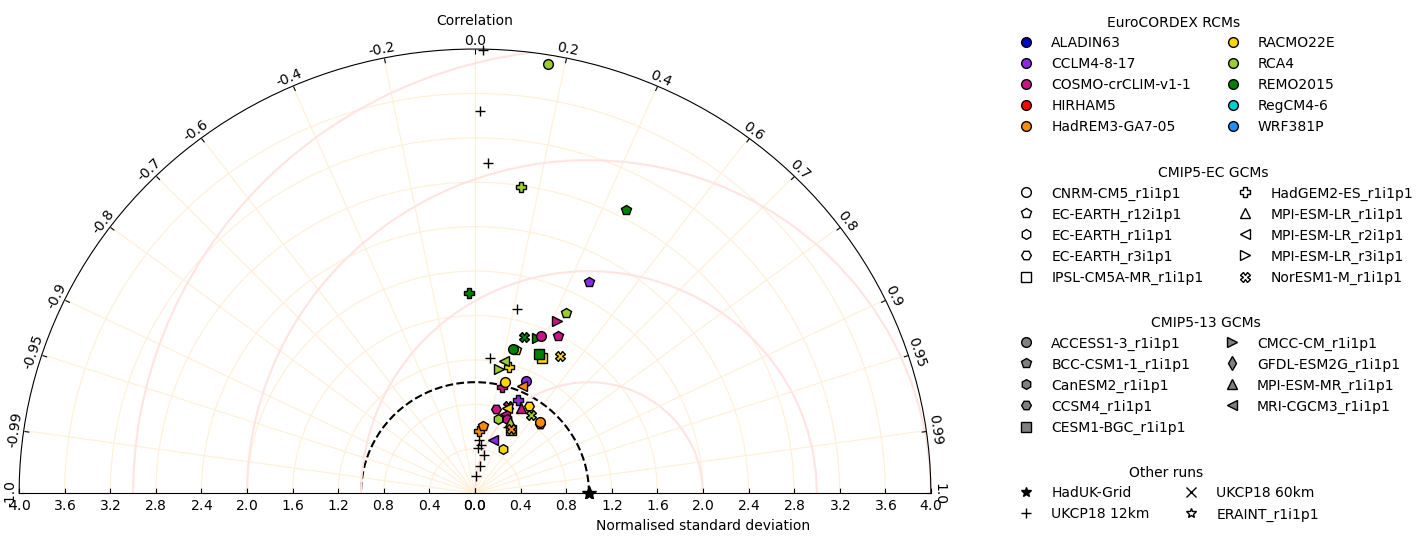 Correlation
0.0
-0.2
0.2
-0.4
0.4
-0.6
0.6
-0.7
0.7
-0.8
0.8
-0.9
0.9
-0.95
0.95
-0.99
0.99
1.0
1.0
4.0 3.6 3.2 2.8 2.4 2.0 1.6 1.2 0.8 0.4 0.0 0.4 0.8 1.2 1.6 2.0 2.4 2.8 3.2 3.6 4.0
Normalised standard deviation
EuroCORDEX RCMs
ALADIN63 RACMO22E
CCLM4-8-17 RCA4
COSMO-crCLIM-v1-1 REMO2015
HIRHAM5 RegCM4-6
HadREM3-GA7-05 WRF381P
CMIP5-EC GCMs
CNRM-CM5_r1i1p1 HadGEM2-ES_r1i1p1
EC-EARTH_r12i1p1 MPI-ESM-LR_r1i1p1
EC-EARTH_r1i1p1 MPI-ESM-LR_r2i1p1
EC-EARTH_r3i1p1 MPI-ESM-LR_r3i1p1
IPSL-CM5A-MR_r1i1p1 NorESM1-M_r1i1p1
CMIP5-13 GCMs
ACCESS1-3_r1i1p1 CMCC-CM_r1i1p1
BCC-CSM1-1_r1i1p1 GFDL-ESM2G_r1i1p1
CanESM2_r1i1p1 MPI-ESM-MR_r1i1p1
CCSM4_r1i1p1 MRI-CGCM3_r1i1p1
CESM1-BGC_r1i1p1
Other runs
HadUK-Grid UKCP18 60km
UKCP18 12km ERAINT_r1i1p1